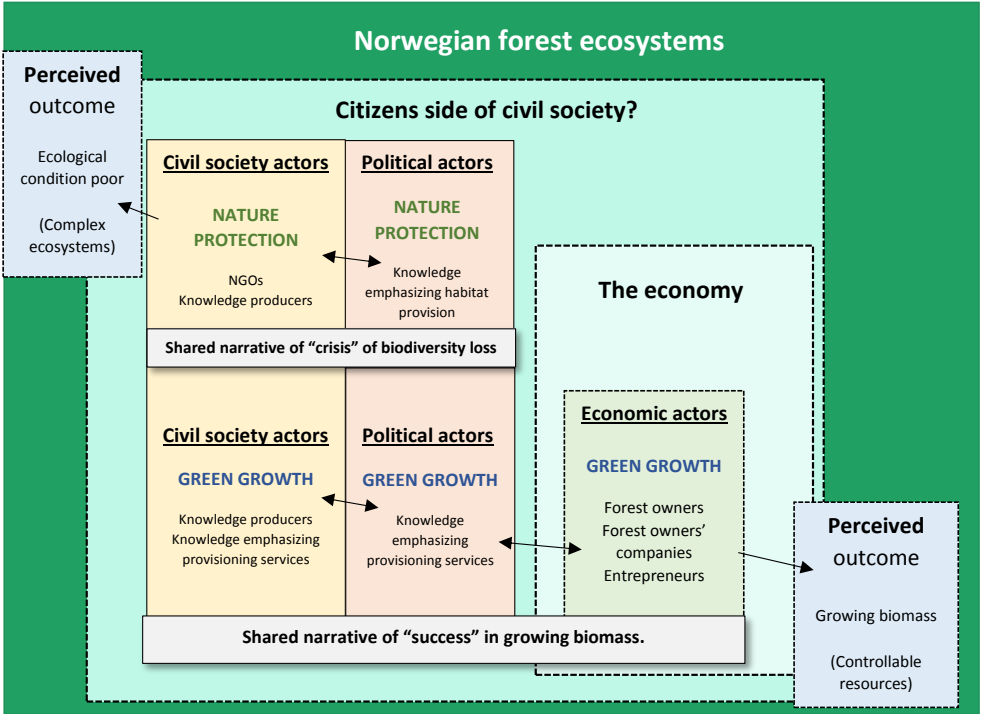 Norwegian forest ecosystems
Perceived
outcome
Ecological
condition poor
(Complex
ecosystems)
Citizens side of civil society?
Civil society actors
NATURE
PROTECTION
NGOs
Knowledge producers
Political actors
NATURE
PROTECTION
Knowledge
emphasizing habitat
provision
Shared narrative of “crisis” of biodiversity loss
The economy
Civil society actors
GREEN GROWTH
Knowledge producers
Knowledge emphasizing
provisioning services
Political actors
GREEN GROWTH
Knowledge
emphasizing
provisioning services
Economic actors
GREEN GROWTH
Forest owners
Forest owners’
companies
Entrepreneurs
Shared narrative of “success” in growing biomass.
Perceived
outcome
Growing biomass
(Controllable
resources)